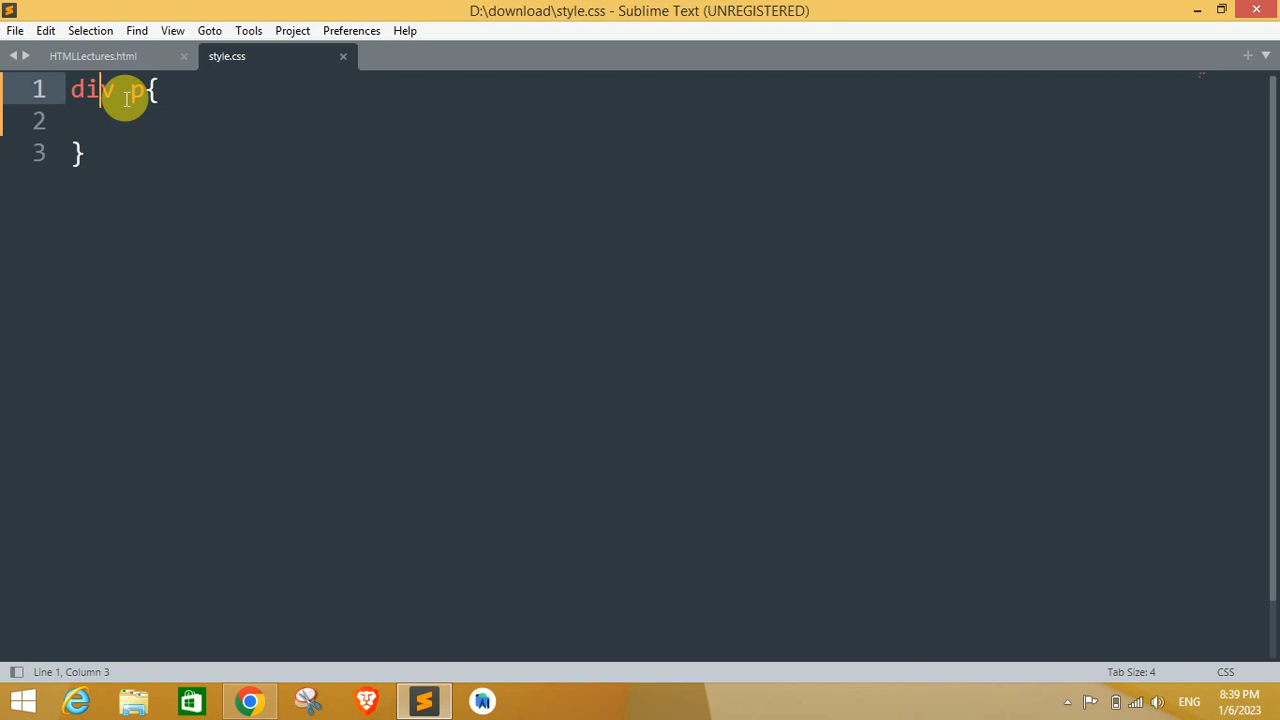 D:\download\style.css - Sublime Text (UNREGISTERED)
File Edit Selection Find View Goto Tools Project Preferences Help
HTMLLectures.html style.css
1 div p{
2
3 }
Line 1, Column 3 Tab Size: 4 CSS
ENG 8:39 PM
1/6/2023